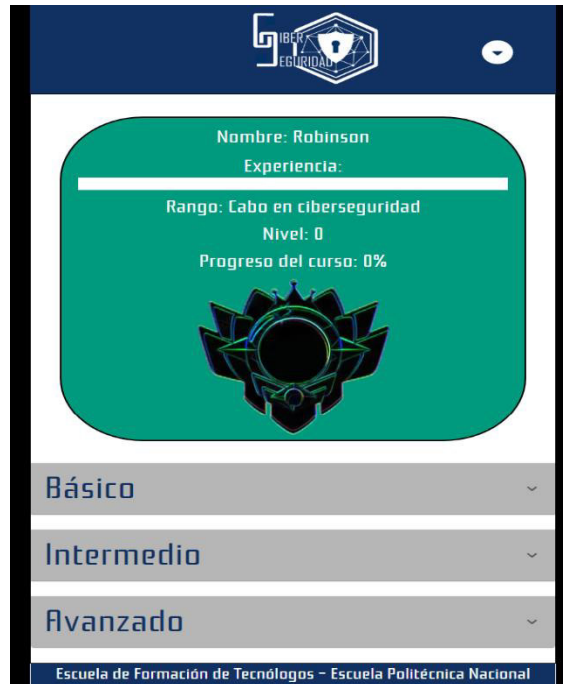 CIBER
SEGURIDAD
Nombre: Robinson
Experiencia:
Rango: Cabo en ciberseguridad
Nivel: 0
Progreso del curso: 0%
Básico
Intermedio
Avanzado
Escuela de Formación de Tecnólogos - Escuela Politécnica Nacional